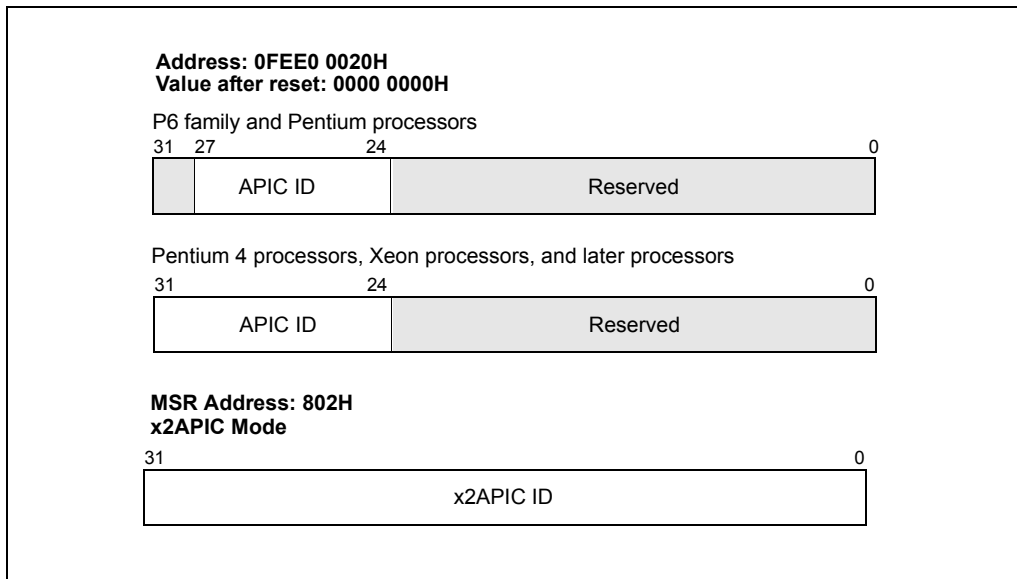 Address: 0FEE0 0020H
Value after reset: 0000 0000H
P6 family and Pentium processors
31 27 24 0
APIC ID Reserved
Pentium 4 processors, Xeon processors, and later processors
31 24 0
APIC ID Reserved
MSR Address: 802H
x2APIC Mode
31 0
x2APIC ID